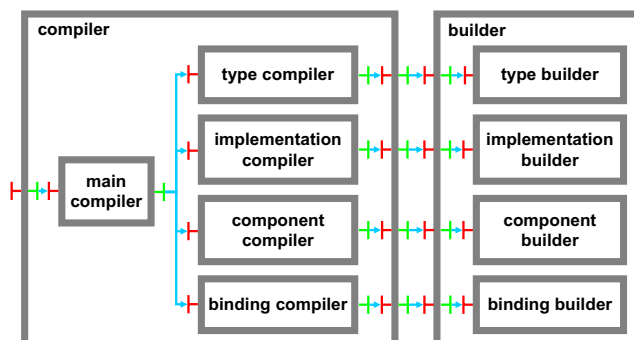 compiler
builder
type compiler
type builder
implementation
compiler
implementation
builder
main
compiler
component
compiler
component
builder
binding compiler
binding builder